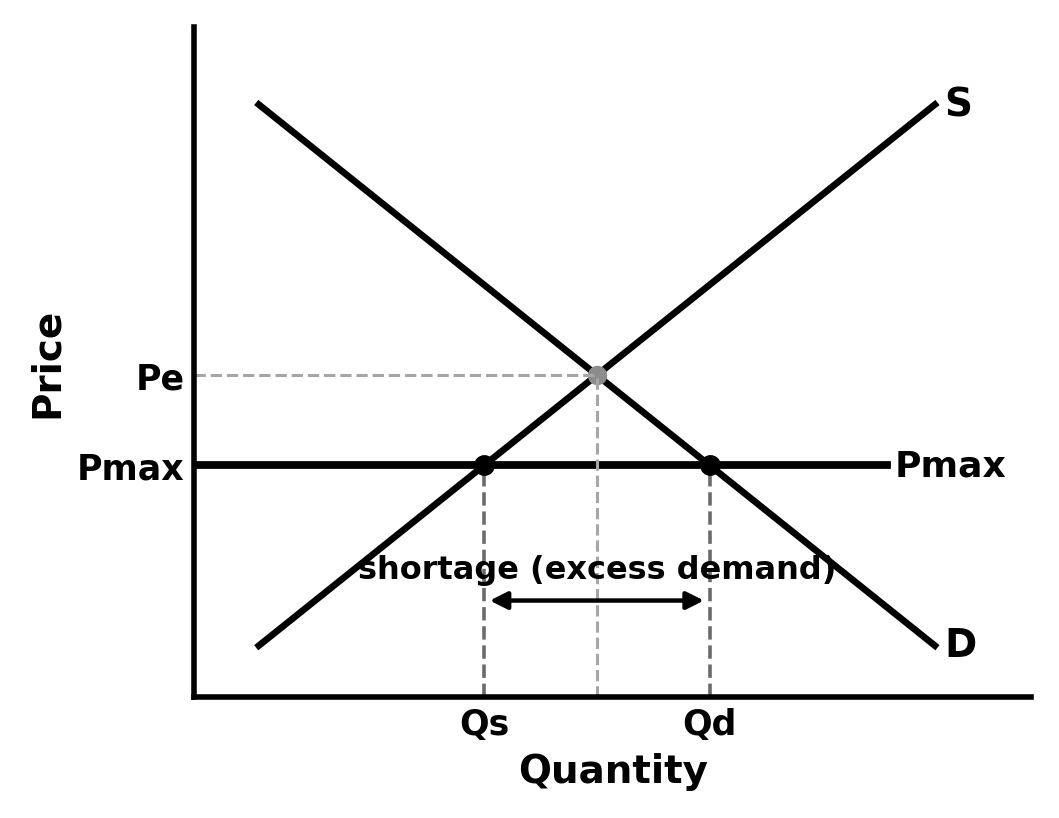 S
Price
Pe
Pmax
Pmax
shortage (excess demand)
D
Qs
Qd
Quantity